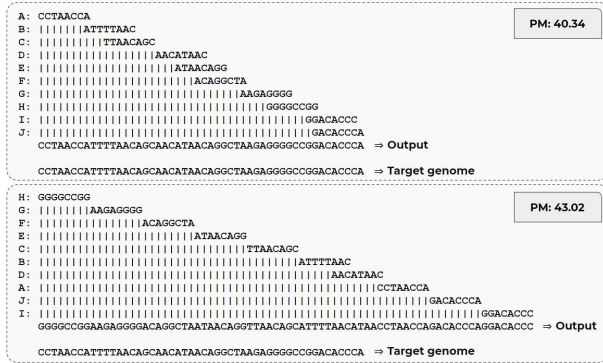 PM: 40.34
A: CCTAACCA
B: |||||||ATTTTAAC
C: ||||||||||TTAACAGC
D: ||||||||||||||||||AACATAAC
E: |||||||||||||||||||||ATAACAGG
F: ||||||||||||||||||||||||ACAGGCTA
G: |||||||||||||||||||||||||||||||AAGAGGGG
H: |||||||||||||||||||||||||||||||||||GGGGCCGG
I: |||||||||||||||||||||||||||||||||||||||||GGACACCC
J: ||||||||||||||||||||||||||||||||||||||||||GACACCCA
CCTAACCATTTTAACAGCAACATAACAGGCTAAGAGGGGCCGGACACCCA ⇒ Output
CCTAACCATTTTAACAGCAACATAACAGGCTAAGAGGGGCCGGACACCCA ⇒ Target genome
PM: 43.02
H: GGGGCCGG
G: ||||||||AAGAGGGG
F: ||||||||||||||||ACAGGCTA
E: ||||||||||||||||||||||||ATAACAGG
C: ||||||||||||||||||||||||||||||||TTAACAGC
B: ||||||||||||||||||||||||||||||||||||||||ATTTTAAC
D: |||||||||||||||||||||||||||||||||||||||||||||AACATAAC
A: ||||||||||||||||||||||||||||||||||||||||||||||||||||CCTAACCA
J: ||||||||||||||||||||||||||||||||||||||||||||||||||||||||||||GACACCCA
I: ||||||||||||||||||||||||||||||||||||||||||||||||||||||||||||||||||||GGACACCC
GGGGCCGGAAGAGGGGACAGGCTAATAACAGGTTAACAGCATTTTAACATAACCTAACCAGACACCCAGGACACCC ⇒ Output
CCTAACCATTTTAACAGCAACATAACAGGCTAAGAGGGGCCGGACACCCA ⇒ Target genome